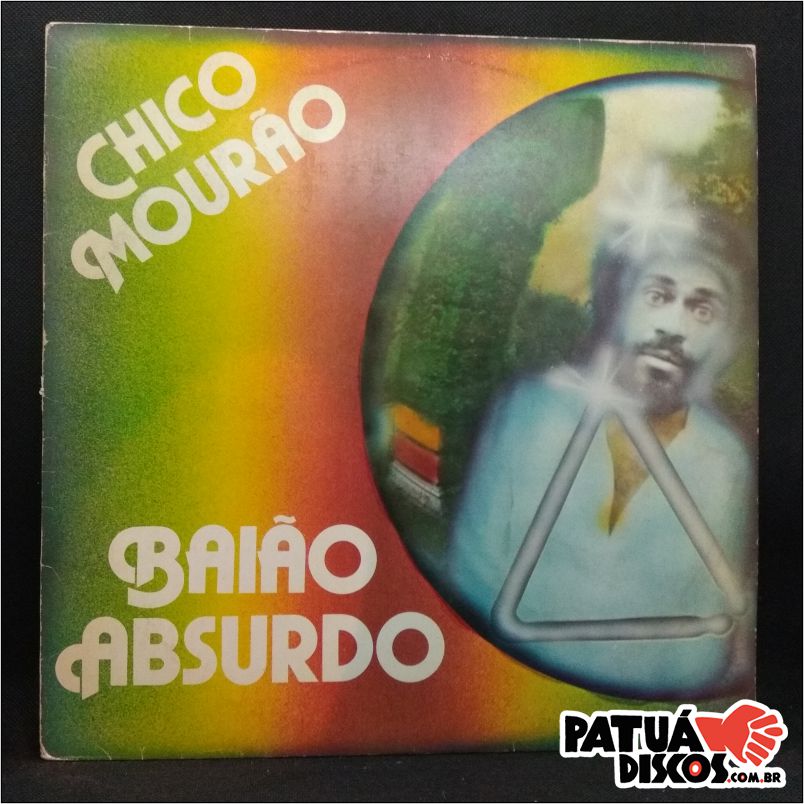 CHICO
MOURÃO
BAIÃO
ABSURDO
PATUÁ
DISCOS.COM.BR